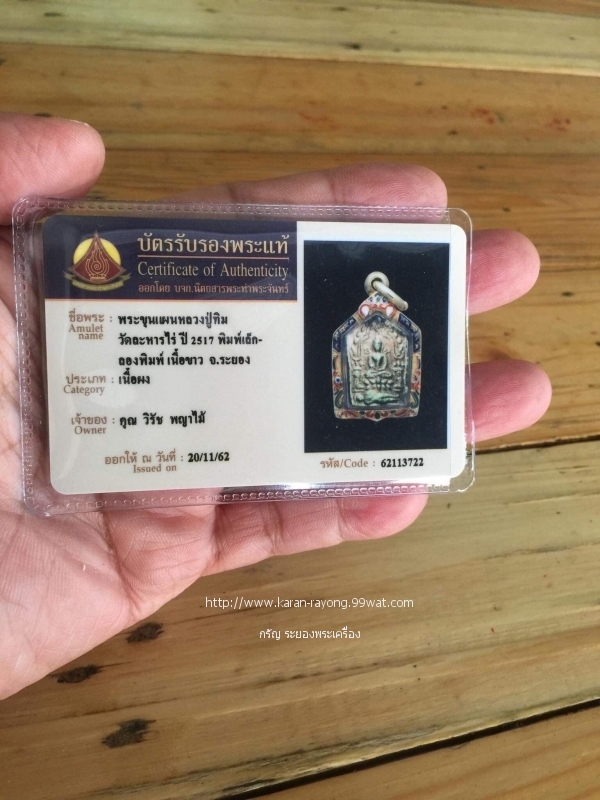 บัตรรับรองพระแท้
Certificate of Authenticity
ออกโดย บจก.นิตยสารพระท่าพระจันทร์
ชื่อพระ : พระขุนแผนหลวงปู่ทิม
Amulet name
วัดละหารไร่ ปี 2517 พิมพ์เล็ก-
ลองพิมพ์ เนื้อขาว จ.ระยอง
ประเภท : เนื้อผง
Category
เจ้าของ : คุณ วิรัช พญาไม้
Owner
ออกให้ ณ วันที่ : 20/11/62
Issued on
รหัส/Code : 62113722
http://www.karan-rayong.99wat.com
กรัญ ระยองพระเครื่อง